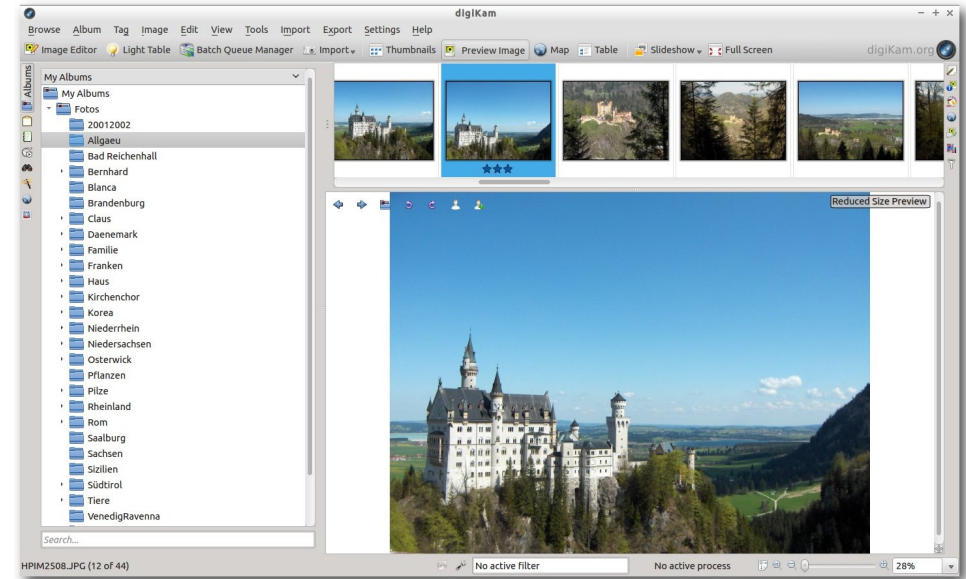 digiKam
Browse Album Tag Image Edit View Tools Import Export Settings Help
Image Editor Light Table Batch Queue Manager Import Thumbnails Preview Image Map Table Slideshow Full Screen digiKam.org
Albums
My Albums
My Albums
Fotos
20012002
Allgaeu
Bad Reichenhall
Bernhard
Blanca
Brandenburg
Claus
Daenemark
Familie
Franken
Haus
Kirchenchor
Korea
Niederrhein
Niedersachsen
Osterwick
Pflanzen
Pilze
Rheinland
Rom
Saalburg
Sachsen
Sizilien
Südtirol
Tiere
VenedigRavenna
Search...
Reduced Size Preview
HPIM2508.JPG (12 of 44) No active filter No active process 28%